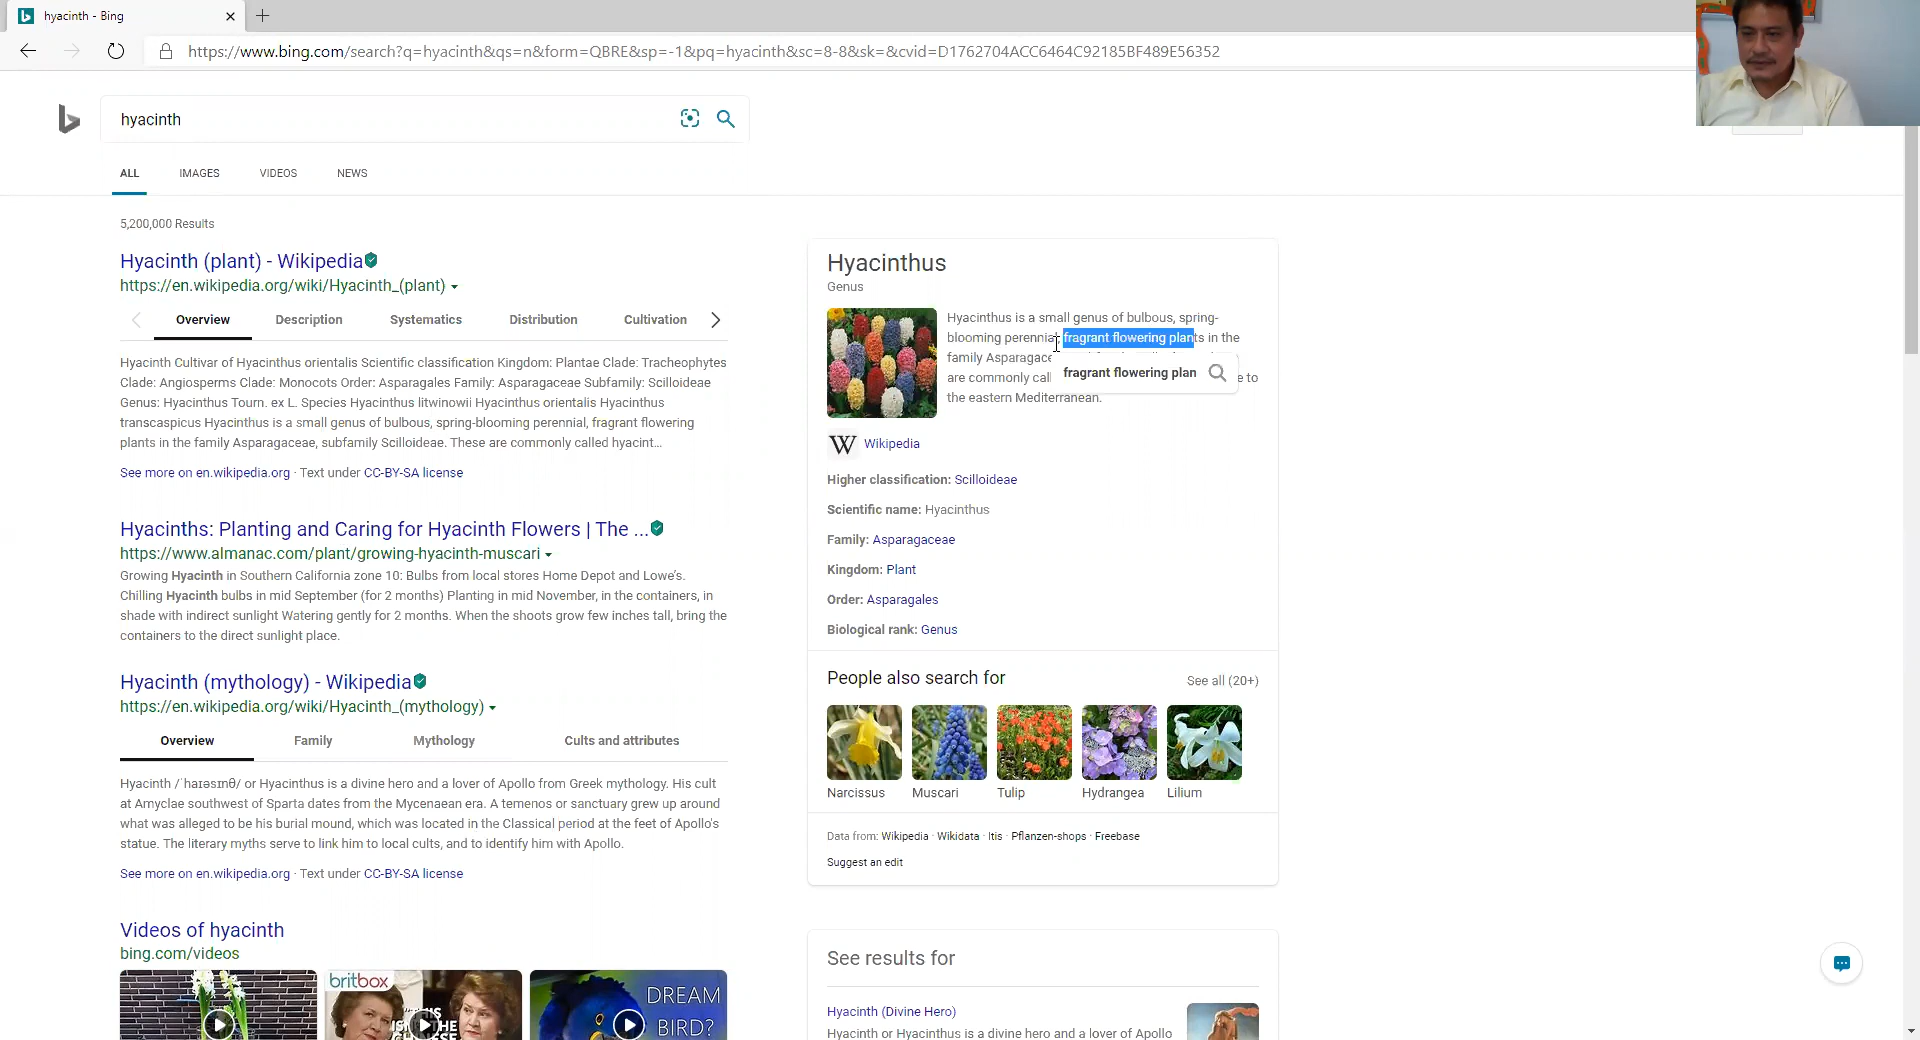 hyacinth - Bing
https://www.bing.com/search?q=hyacinth&qs=n&form=QBRE&sp=-1&pq=hyacinth&sc=8-8&sk=&cvid=D1762704ACC6464C92185BF489E56352
hyacinth
ALL IMAGES VIDEOS NEWS
5,200,000 Results
Hyacinth (plant) - Wikipedia
https://en.wikipedia.org/wiki/Hyacinth_(plant)
Overview Description Systematics Distribution Cultivation
Hyacinth Cultivar of Hyacinthus orientalis Scientific classification Kingdom: Plantae Clade: Tracheophytes
Clade: Angiosperms Clade: Monocots Order: Asparagales Family: Asparagaceae Subfamily: Scilloideae
Genus: Hyacinthus Tourn. ex L. Species Hyacinthus litwinowii Hyacinthus orientalis Hyacinthus
transcaspicus Hyacinthus is a small genus of bulbous, spring-blooming perennial, fragrant flowering
plants in the family Asparagaceae, subfamily Scilloideae. These are commonly called hyacint...
See more on en.wikipedia.org · Text under CC-BY-SA license
Hyacinths: Planting and Caring for Hyacinth Flowers | The ...
https://www.almanac.com/plant/growing-hyacinth-muscari
Growing Hyacinth in Southern California zone 10: Bulbs from local stores Home Depot and Lowe's.
Chilling Hyacinth bulbs in mid September (for 2 months) Planting in mid November, in the containers, in
shade with indirect sunlight Watering gently for 2 months. When the shoots grow few inches tall, bring the
containers to the direct sunlight place.
Hyacinth (mythology) - Wikipedia
https://en.wikipedia.org/wiki/Hyacinth_(mythology)
Overview Family Mythology Cults and attributes
Hyacinth /ˈhaɪəsɪnθ/ or Hyacinthus is a divine hero and a lover of Apollo from Greek mythology. His cult
at Amyclae southwest of Sparta dates from the Mycenaean era. A temenos or sanctuary grew up around
what was alleged to be his burial mound, which was located in the Classical period at the feet of Apollo's
statue. The literary myths serve to link him to local cults, and to identify him with Apollo.
See more on en.wikipedia.org · Text under CC-BY-SA license
Videos of hyacinth
bing.com/videos
britbox
DREAM
BIRD?
Hyacinthus
Genus
Hyacinthus is a small genus of bulbous, spring-
blooming perennial, fragrant flowering plants in the
family Asparagace
are commonly call e to
the eastern Mediterranean.
fragrant flowering plan
W Wikipedia
Higher classification: Scilloideae
Scientific name: Hyacinthus
Family: Asparagaceae
Kingdom: Plant
Order: Asparagales
Biological rank: Genus
People also search for See all (20+)
Narcissus Muscari Tulip Hydrangea Lilium
Data from: Wikipedia · Wikidata · Itis · Pflanzen-shops · Freebase
Suggest an edit
See results for
Hyacinth (Divine Hero)
Hyacinth or Hyacinthus is a divine hero and a lover of Apollo